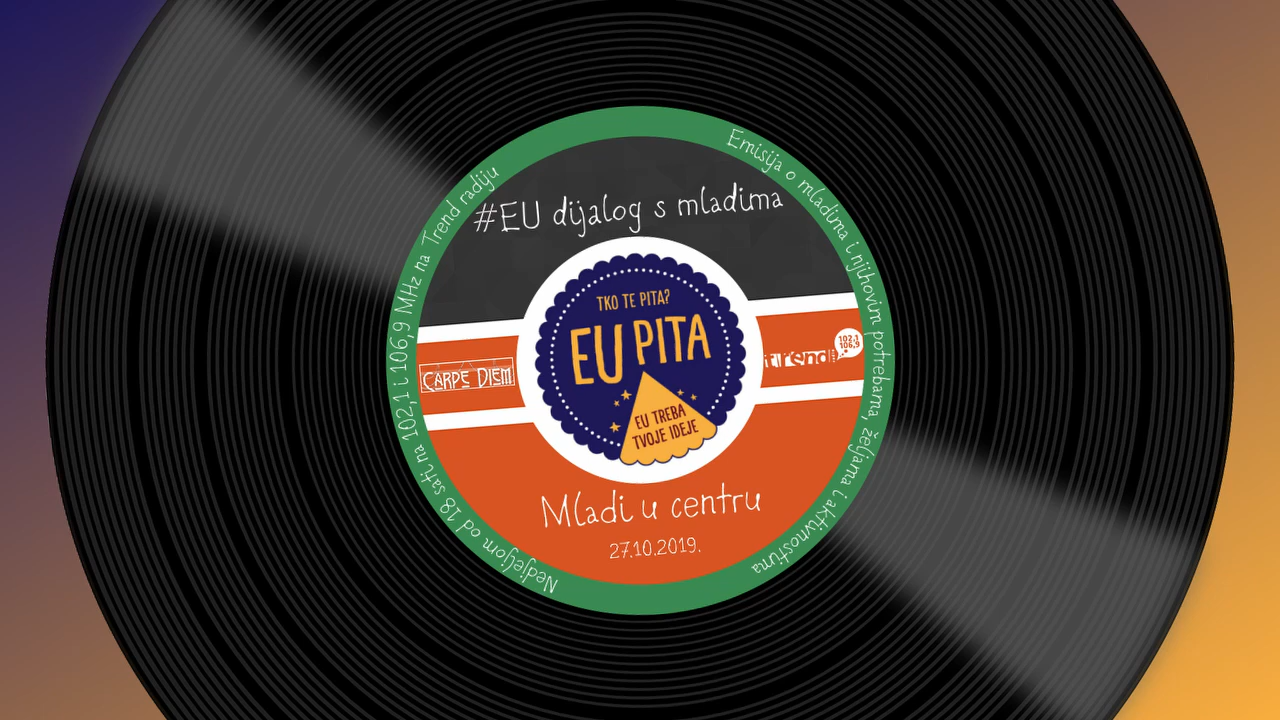 Nedjeljom od 18 sati na 102,1 i 106,9 MHz na Trend radiju
Emisija o mladima i njihovim potrebama, željama i aktivnostima
#EU dijalog s mladima
TKO TE PITA?
EU PITA
EU TREBA
TVOJE IDEJE
CARPE DIEM
trend
102,1
106,9
Mladi u centru
27.10.2019.